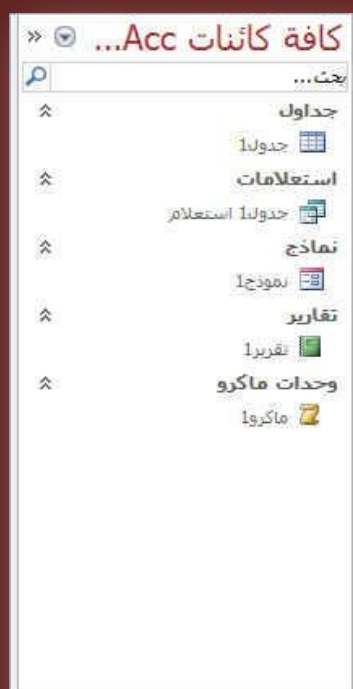 كافة كائنات Acc...
بحث...
جداول
جدول1
استعلامات
جدول1 استعلام
نماذج
نموذج1
تقارير
تقرير1
وحدات ماكرو
ماكرو1